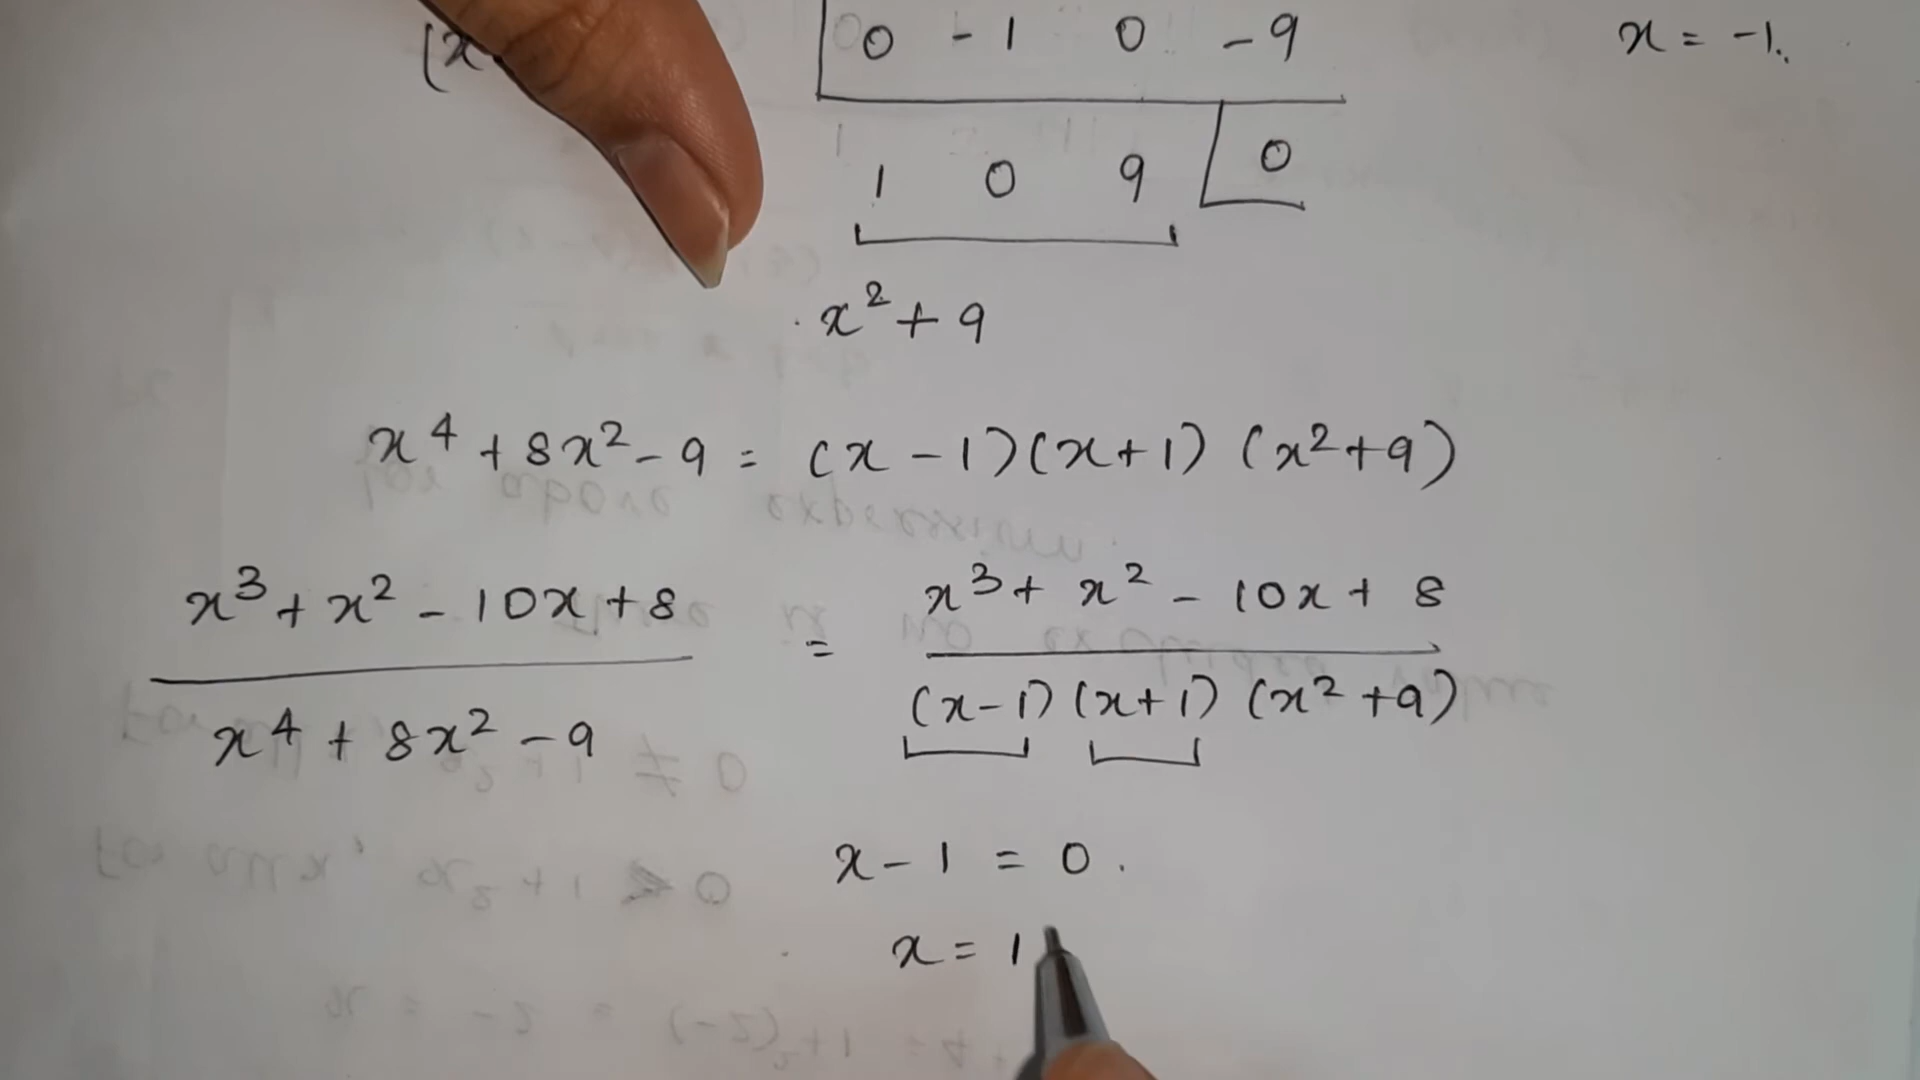 (x 0 -1 0 -9 x = -1.
1 0 9 0
x² + 9
x⁴ + 8x² - 9 = (x - 1)(x + 1) (x² + 9)
x³ + x² - 10x + 8 = x³ + x² - 10x + 8
x⁴ + 8x² - 9 (x-1) (x+1) (x² + 9)
x - 1 = 0.
x = 1